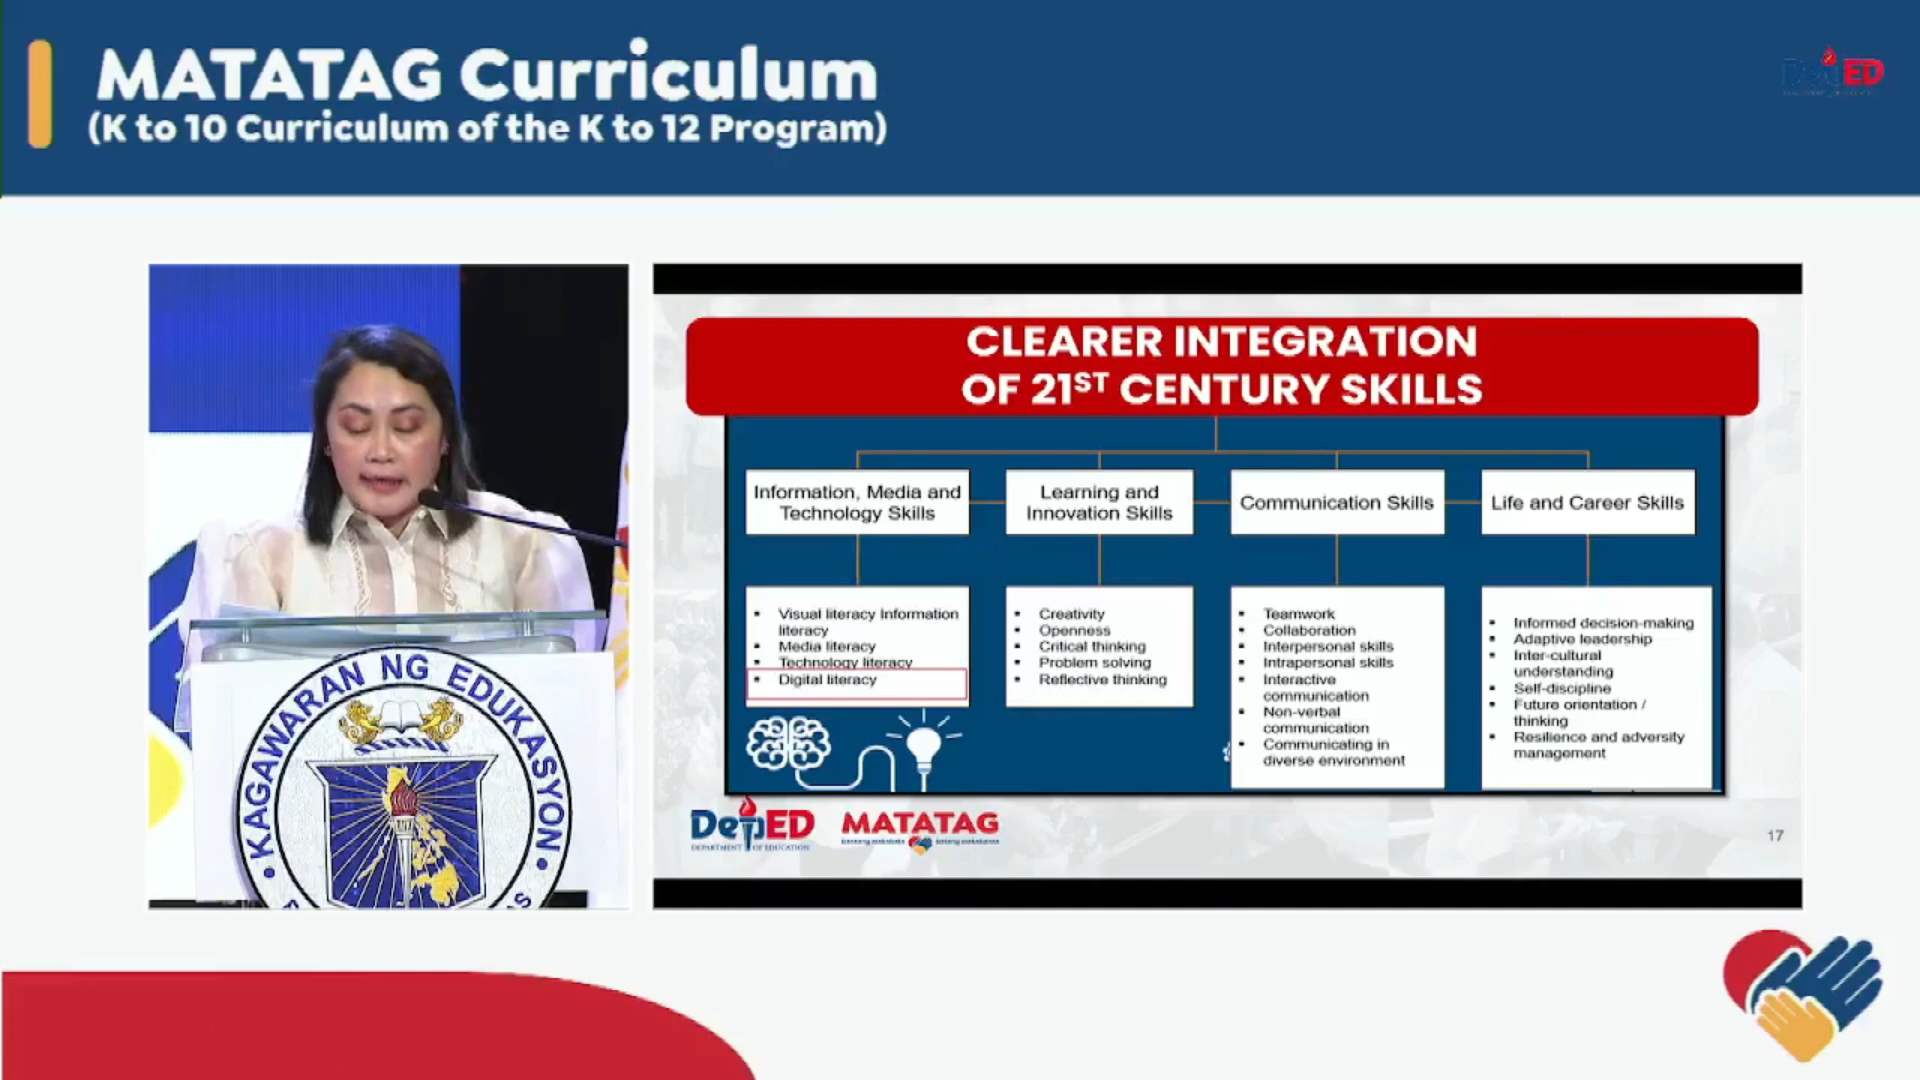 MATATAG Curriculum
(K to 10 Curriculum of the K to 12 Program)
DepED
CLEARER INTEGRATION
OF 21ST CENTURY SKILLS
Information, Media and
Technology Skills
Learning and
Innovation Skills
Communication Skills
Life and Career Skills
▪ Visual literacy Information
literacy
▪ Media literacy
▪ Technology literacy
▪ Digital literacy
▪ Creativity
▪ Openness
▪ Critical thinking
▪ Problem solving
▪ Reflective thinking
▪ Teamwork
▪ Collaboration
▪ Interpersonal skills
▪ Intrapersonal skills
▪ Interactive
communication
▪ Non-verbal
communication
▪ Communicating in
diverse environment
▪ Informed decision-making
▪ Adaptive leadership
▪ Inter-cultural
understanding
▪ Self-discipline
▪ Future orientation /
thinking
▪ Resilience and adversity
management
KAGAWARAN NG EDUKASYON
DepED
DEPARTMENT OF EDUCATION
MATATAG
17